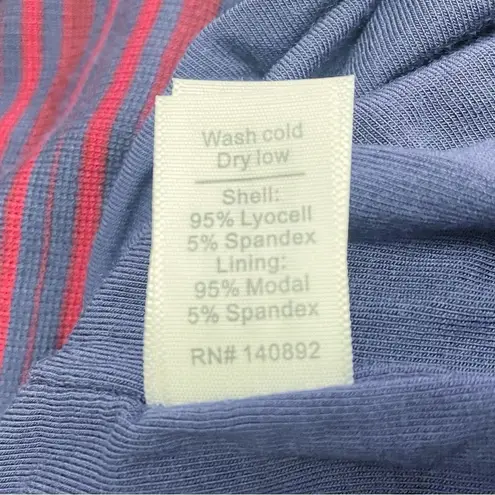 Wash cold
Dry low
Shell:
95% Lyocell
5% Spandex
Lining:
95% Modal
5% Spandex
RN# 140892